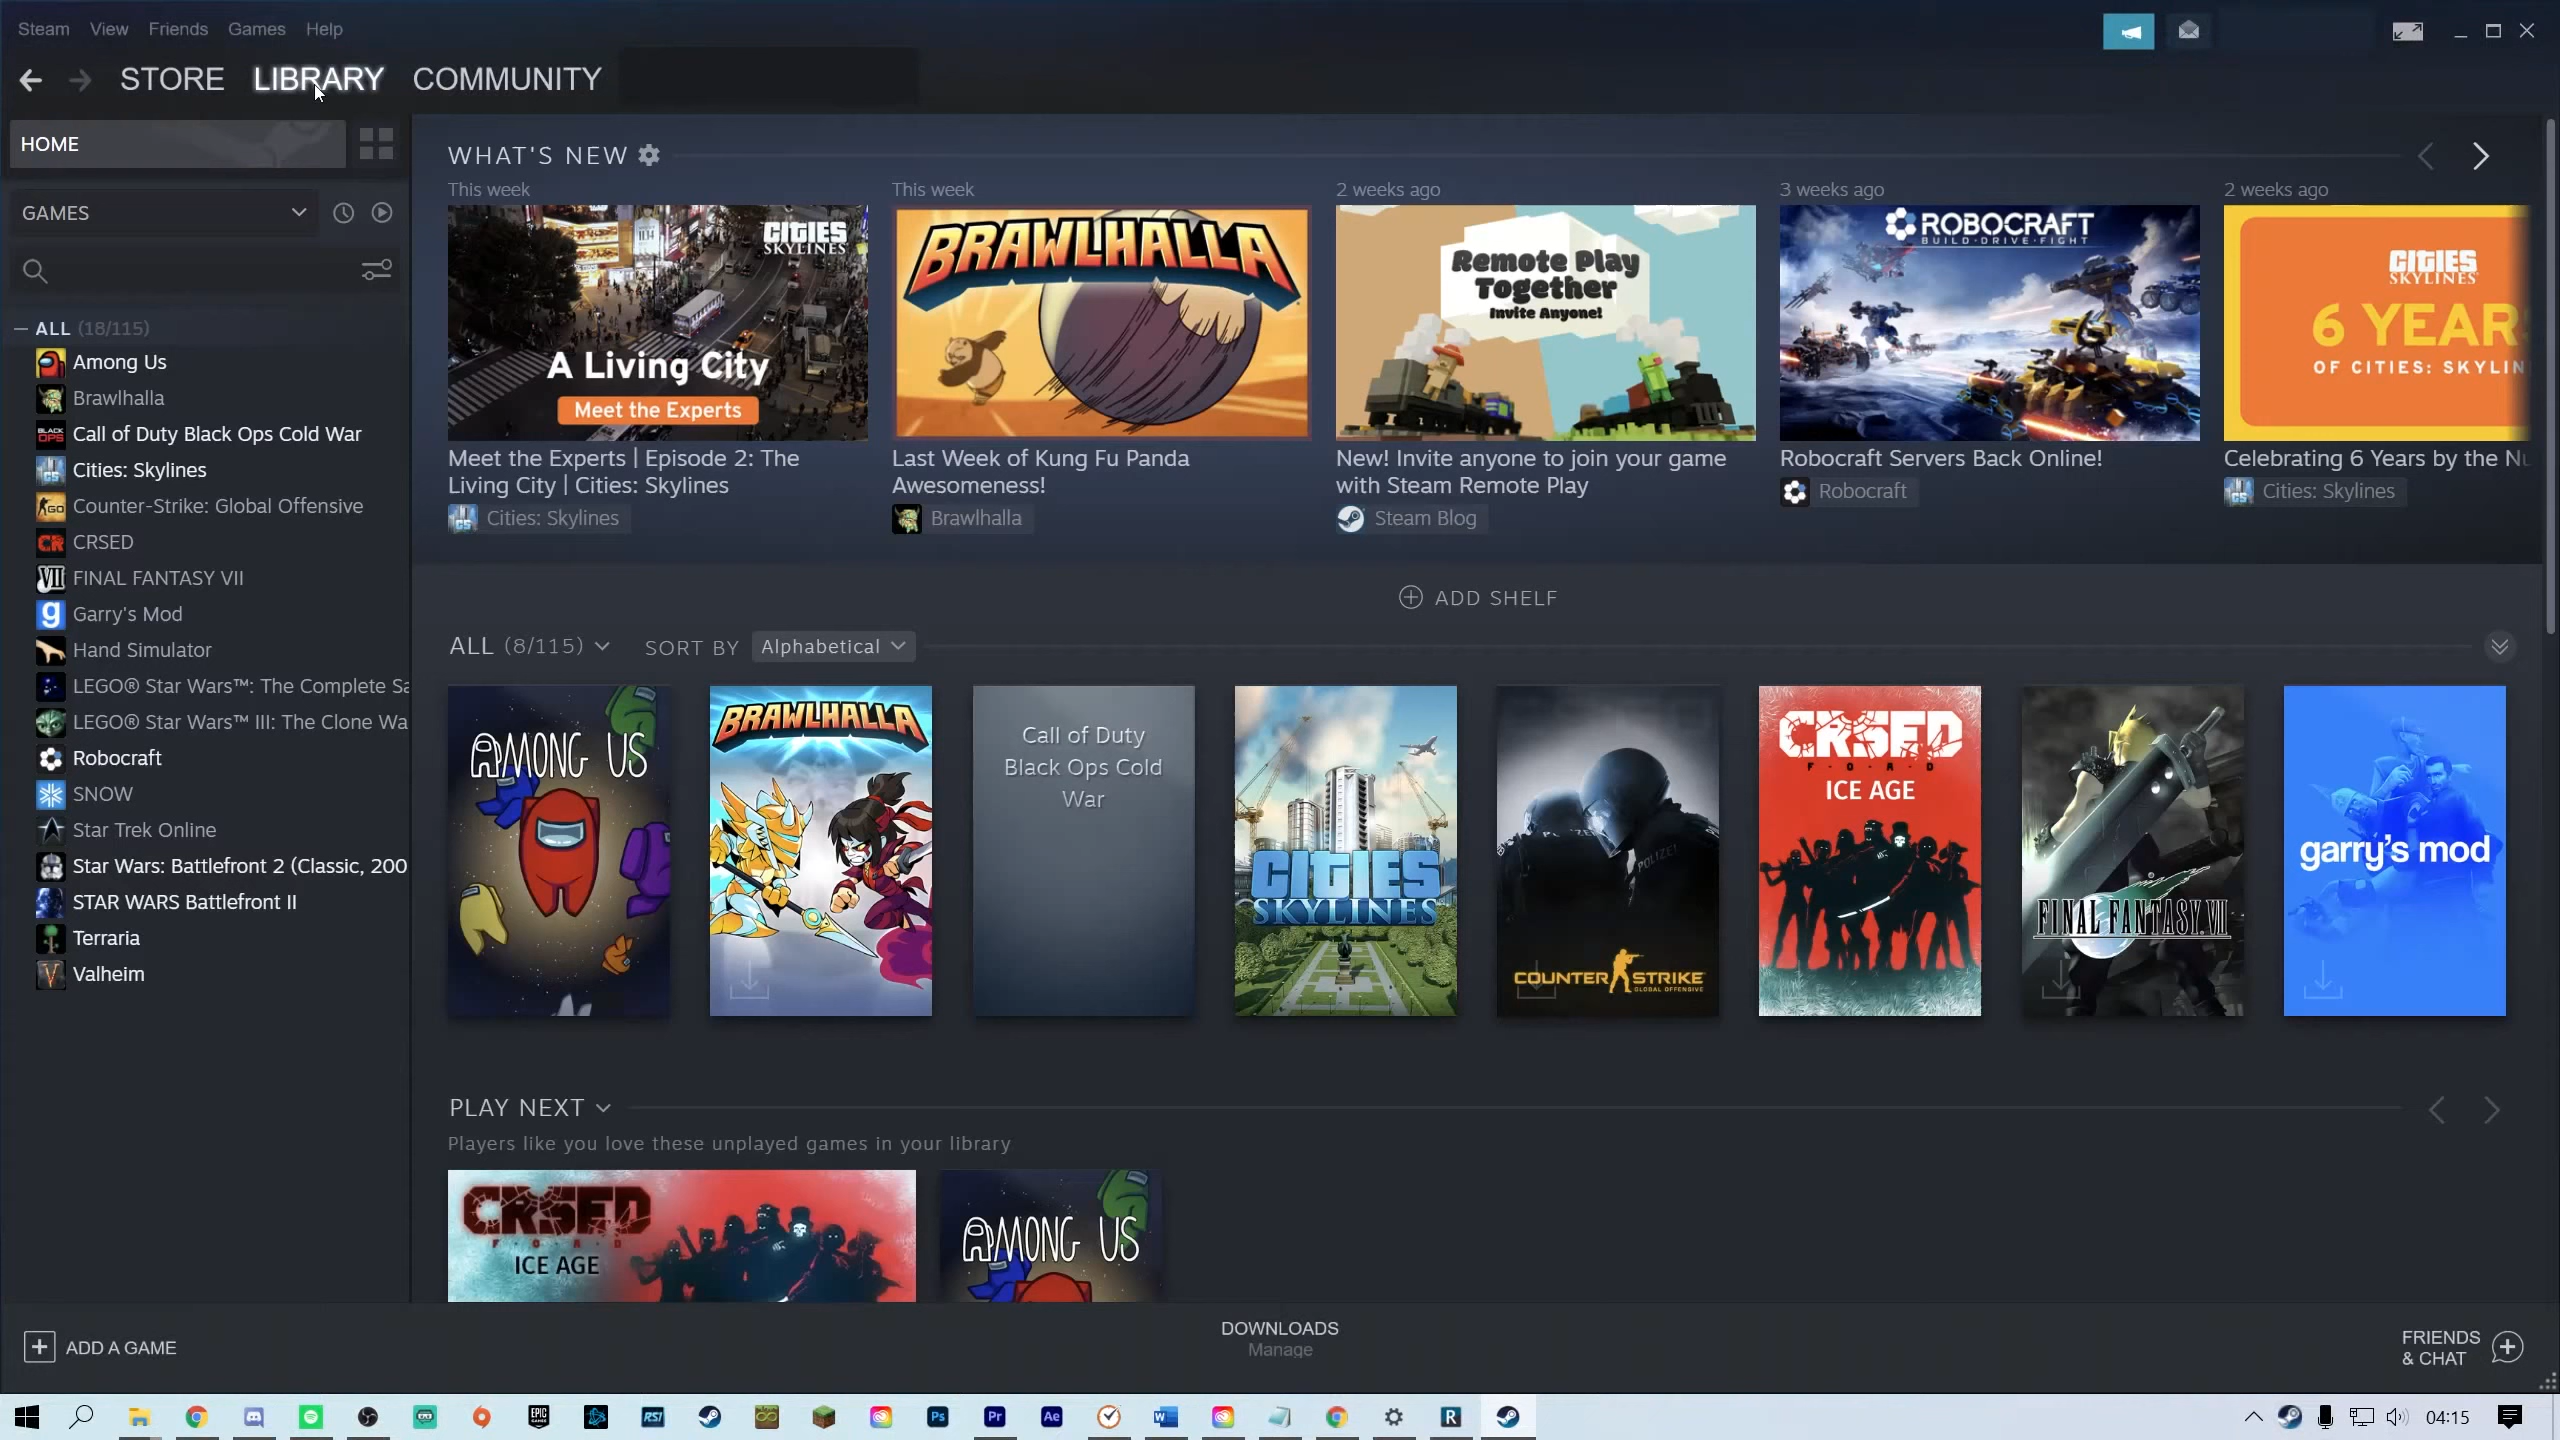 Steam View Friends Games Help
STORE LIBRARY COMMUNITY
HOME
GAMES
ALL (18/115)
Among Us
Brawlhalla
Call of Duty Black Ops Cold War
Cities: Skylines
Counter-Strike: Global Offensive
CRSED
FINAL FANTASY VII
Garry's Mod
Hand Simulator
LEGO® Star Wars™: The Complete Sa
LEGO® Star Wars™ III: The Clone Wa
Robocraft
SNOW
Star Trek Online
Star Wars: Battlefront 2 (Classic, 200
STAR WARS Battlefront II
Terraria
Valheim
WHAT'S NEW
This week
CITIES
SKYLINES
A Living City
Meet the Experts
Meet the Experts | Episode 2: The
Living City | Cities: Skylines
Cities: Skylines
This week
BRAWLHALLA
Last Week of Kung Fu Panda
Awesomeness!
Brawlhalla
2 weeks ago
Remote Play
Together
Invite Anyone!
New! Invite anyone to join your game
with Steam Remote Play
Steam Blog
3 weeks ago
ROBOCRAFT
BUILD·DRIVE·FIGHT
Robocraft Servers Back Online!
Robocraft
2 weeks ago
CITIES
SKYLINES
6 YEAR
OF CITIES: SKYLIN
Celebrating 6 Years by the Nu
Cities: Skylines
ADD SHELF
ALL (8/115) SORT BY Alphabetical
AMONG US
BRAWLHALLA
Call of Duty
Black Ops Cold
War
CITIES
SKYLINES
POLIZEI
COUNTER STRIKE
GLOBAL OFFENSIVE
CRSED
F·O·A·D
ICE AGE
FINAL FANTASY VII
garry's mod
PLAY NEXT
Players like you love these unplayed games in your library
CRSED
F·O·A·D
ICE AGE
AMONG US
ADD A GAME
DOWNLOADS
Manage
FRIENDS
& CHAT
EPIC
GAMES
RSI
Ps
Pr
Ae
W
R
04:15